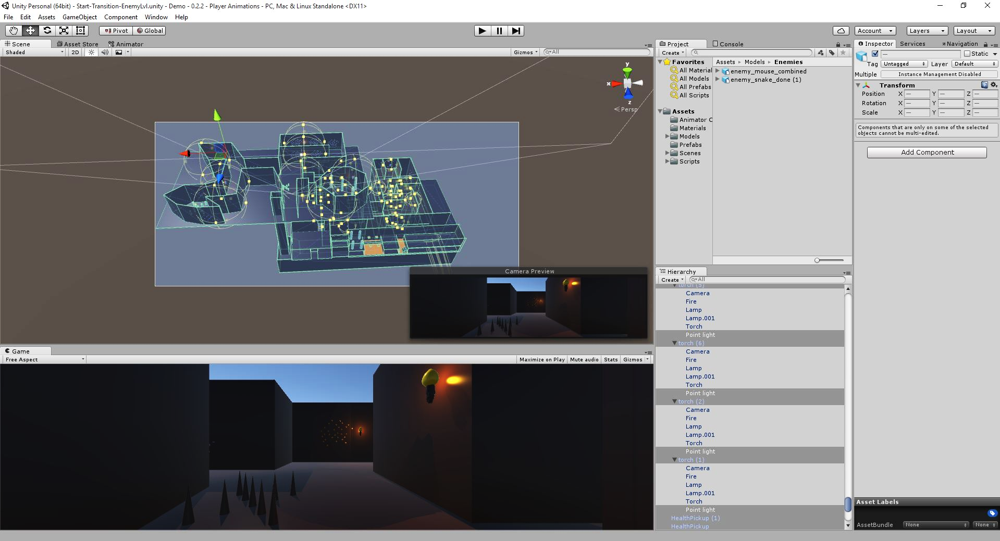 Unity Personal (64bit) - Start-Transition-EnemyLvl.unity - Demo - 0.2.2 - Player Animations - PC, Mac & Linux Standalone <DX11>
File Edit Assets GameObject Component Window Help
Pivot Global Account Layers Layout
Scene Asset Store Animator
Shaded 2D Gizmos All
y
x
z
Persp
Camera Preview
Game
Free Aspect Maximize on Play Mute audio Stats Gizmos
Project Console
Create
Favorites
All Material
All Models
All Prefabs
All Scripts
Assets
Animator C
Materials
Models
Prefabs
Scenes
Scripts
Assets Models Enemies
enemy_mouse_combined
enemy_snake_done (1)
Hierarchy
Create All
torch (5)
Camera
Fire
Lamp
Lamp.001
Torch
Point light
torch (6)
Camera
Fire
Lamp
Lamp.001
Torch
Point light
torch (2)
Camera
Fire
Lamp
Lamp.001
Torch
Point light
torch (1)
Camera
Fire
Lamp
Lamp.001
Torch
Point light
HealthPickup (1)
HealthPickup
Inspector Services Navigation
— Static
Tag Untagged Layer Default
Multiple Instance Management Disabled
Transform
Position X — Y — Z —
Rotation X — Y — Z —
Scale X — Y — Z —
Components that are only on some of the selected
objects cannot be multi-edited.
Add Component
Asset Labels
AssetBundle None None